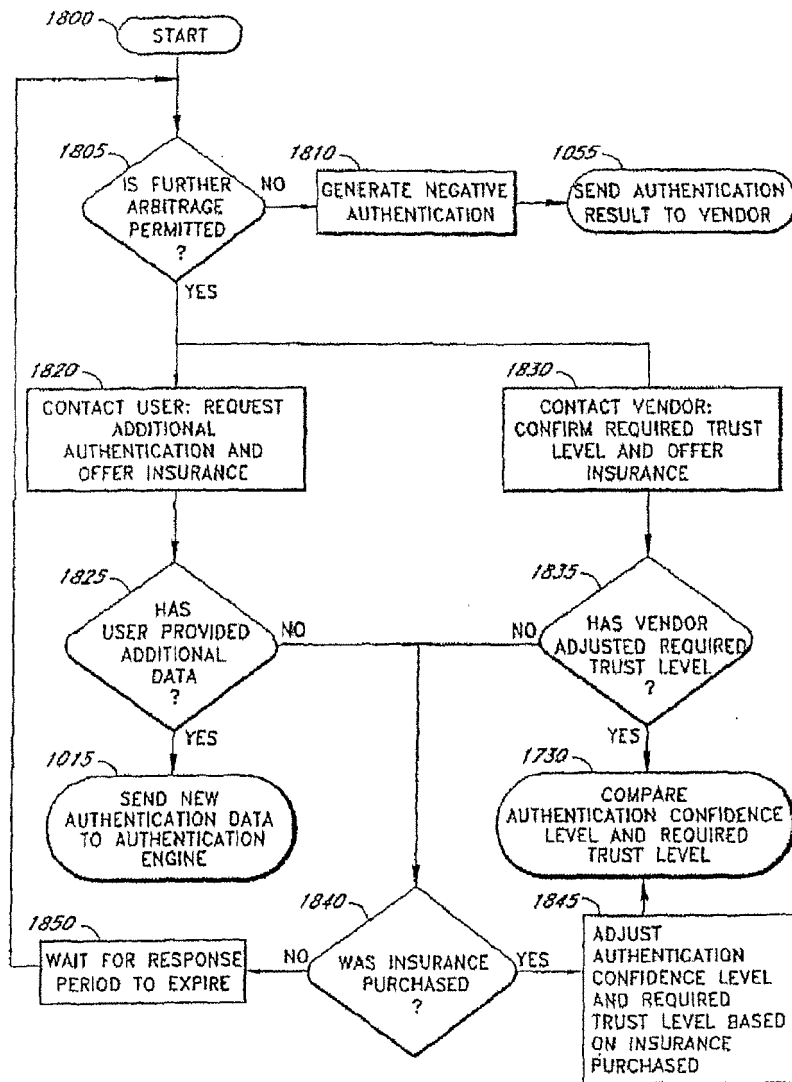 1800
START
1805
IS FURTHER
ARBITRAGE
PERMITTED
?
NO
YES
1810
GENERATE NEGATIVE
AUTHENTICATION
1055
SEND AUTHENTICATION
RESULT TO VENDOR
1820
CONTACT USER: REQUEST
ADDITIONAL
AUTHENTICATION AND
OFFER INSURANCE
1830
CONTACT VENDOR:
CONFIRM REQUIRED TRUST
LEVEL AND OFFER
INSURANCE
1825
HAS
USER PROVIDED
ADDITIONAL
DATA
?
NO
YES
1835
HAS VENDOR
ADJUSTED REQUIRED
TRUST LEVEL
?
NO
YES
1015
SEND NEW
AUTHENTICATION DATA
TO AUTHENTICATION
ENGINE
1730
COMPARE
AUTHENTICATION CONFIDENCE
LEVEL AND REQUIRED
TRUST LEVEL
1850
WAIT FOR RESPONSE
PERIOD TO EXPIRE
1840
WAS INSURANCE
PURCHASED
?
NO
YES
1845
ADJUST
AUTHENTICATION
CONFIDENCE LEVEL
AND REQUIRED
TRUST LEVEL BASED
ON INSURANCE
PURCHASED